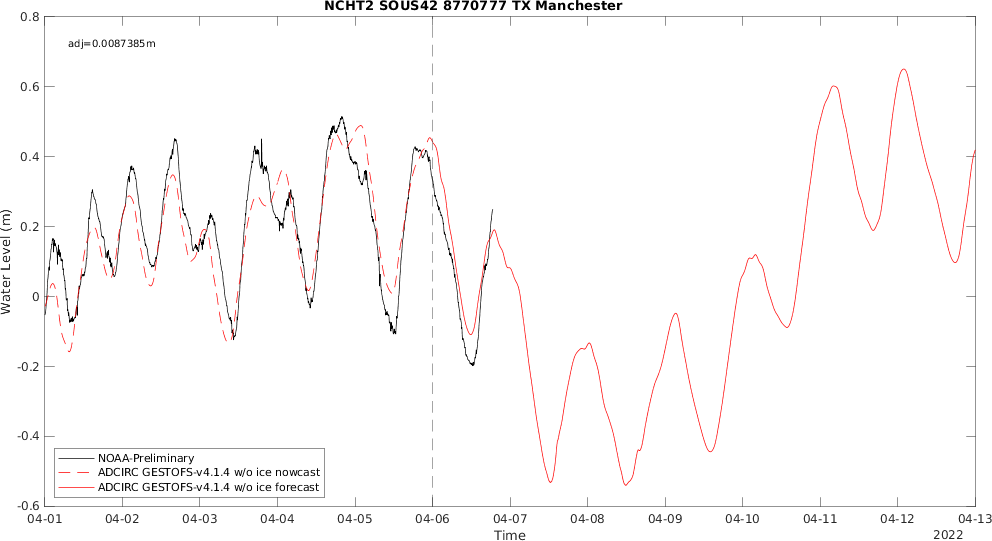 NCHT2 SOUS42 8770777 TX Manchester
adj=0.0087385m
Water Level (m)
0.8
0.6
0.4
0.2
0
-0.2
-0.4
-0.6
NOAA-Preliminary
ADCIRC GESTOFS-v4.1.4 w/o ice nowcast
ADCIRC GESTOFS-v4.1.4 w/o ice forecast
04-01 04-02 04-03 04-04 04-05 04-06 04-07 04-08 04-09 04-10 04-11 04-12 04-13
Time
2022